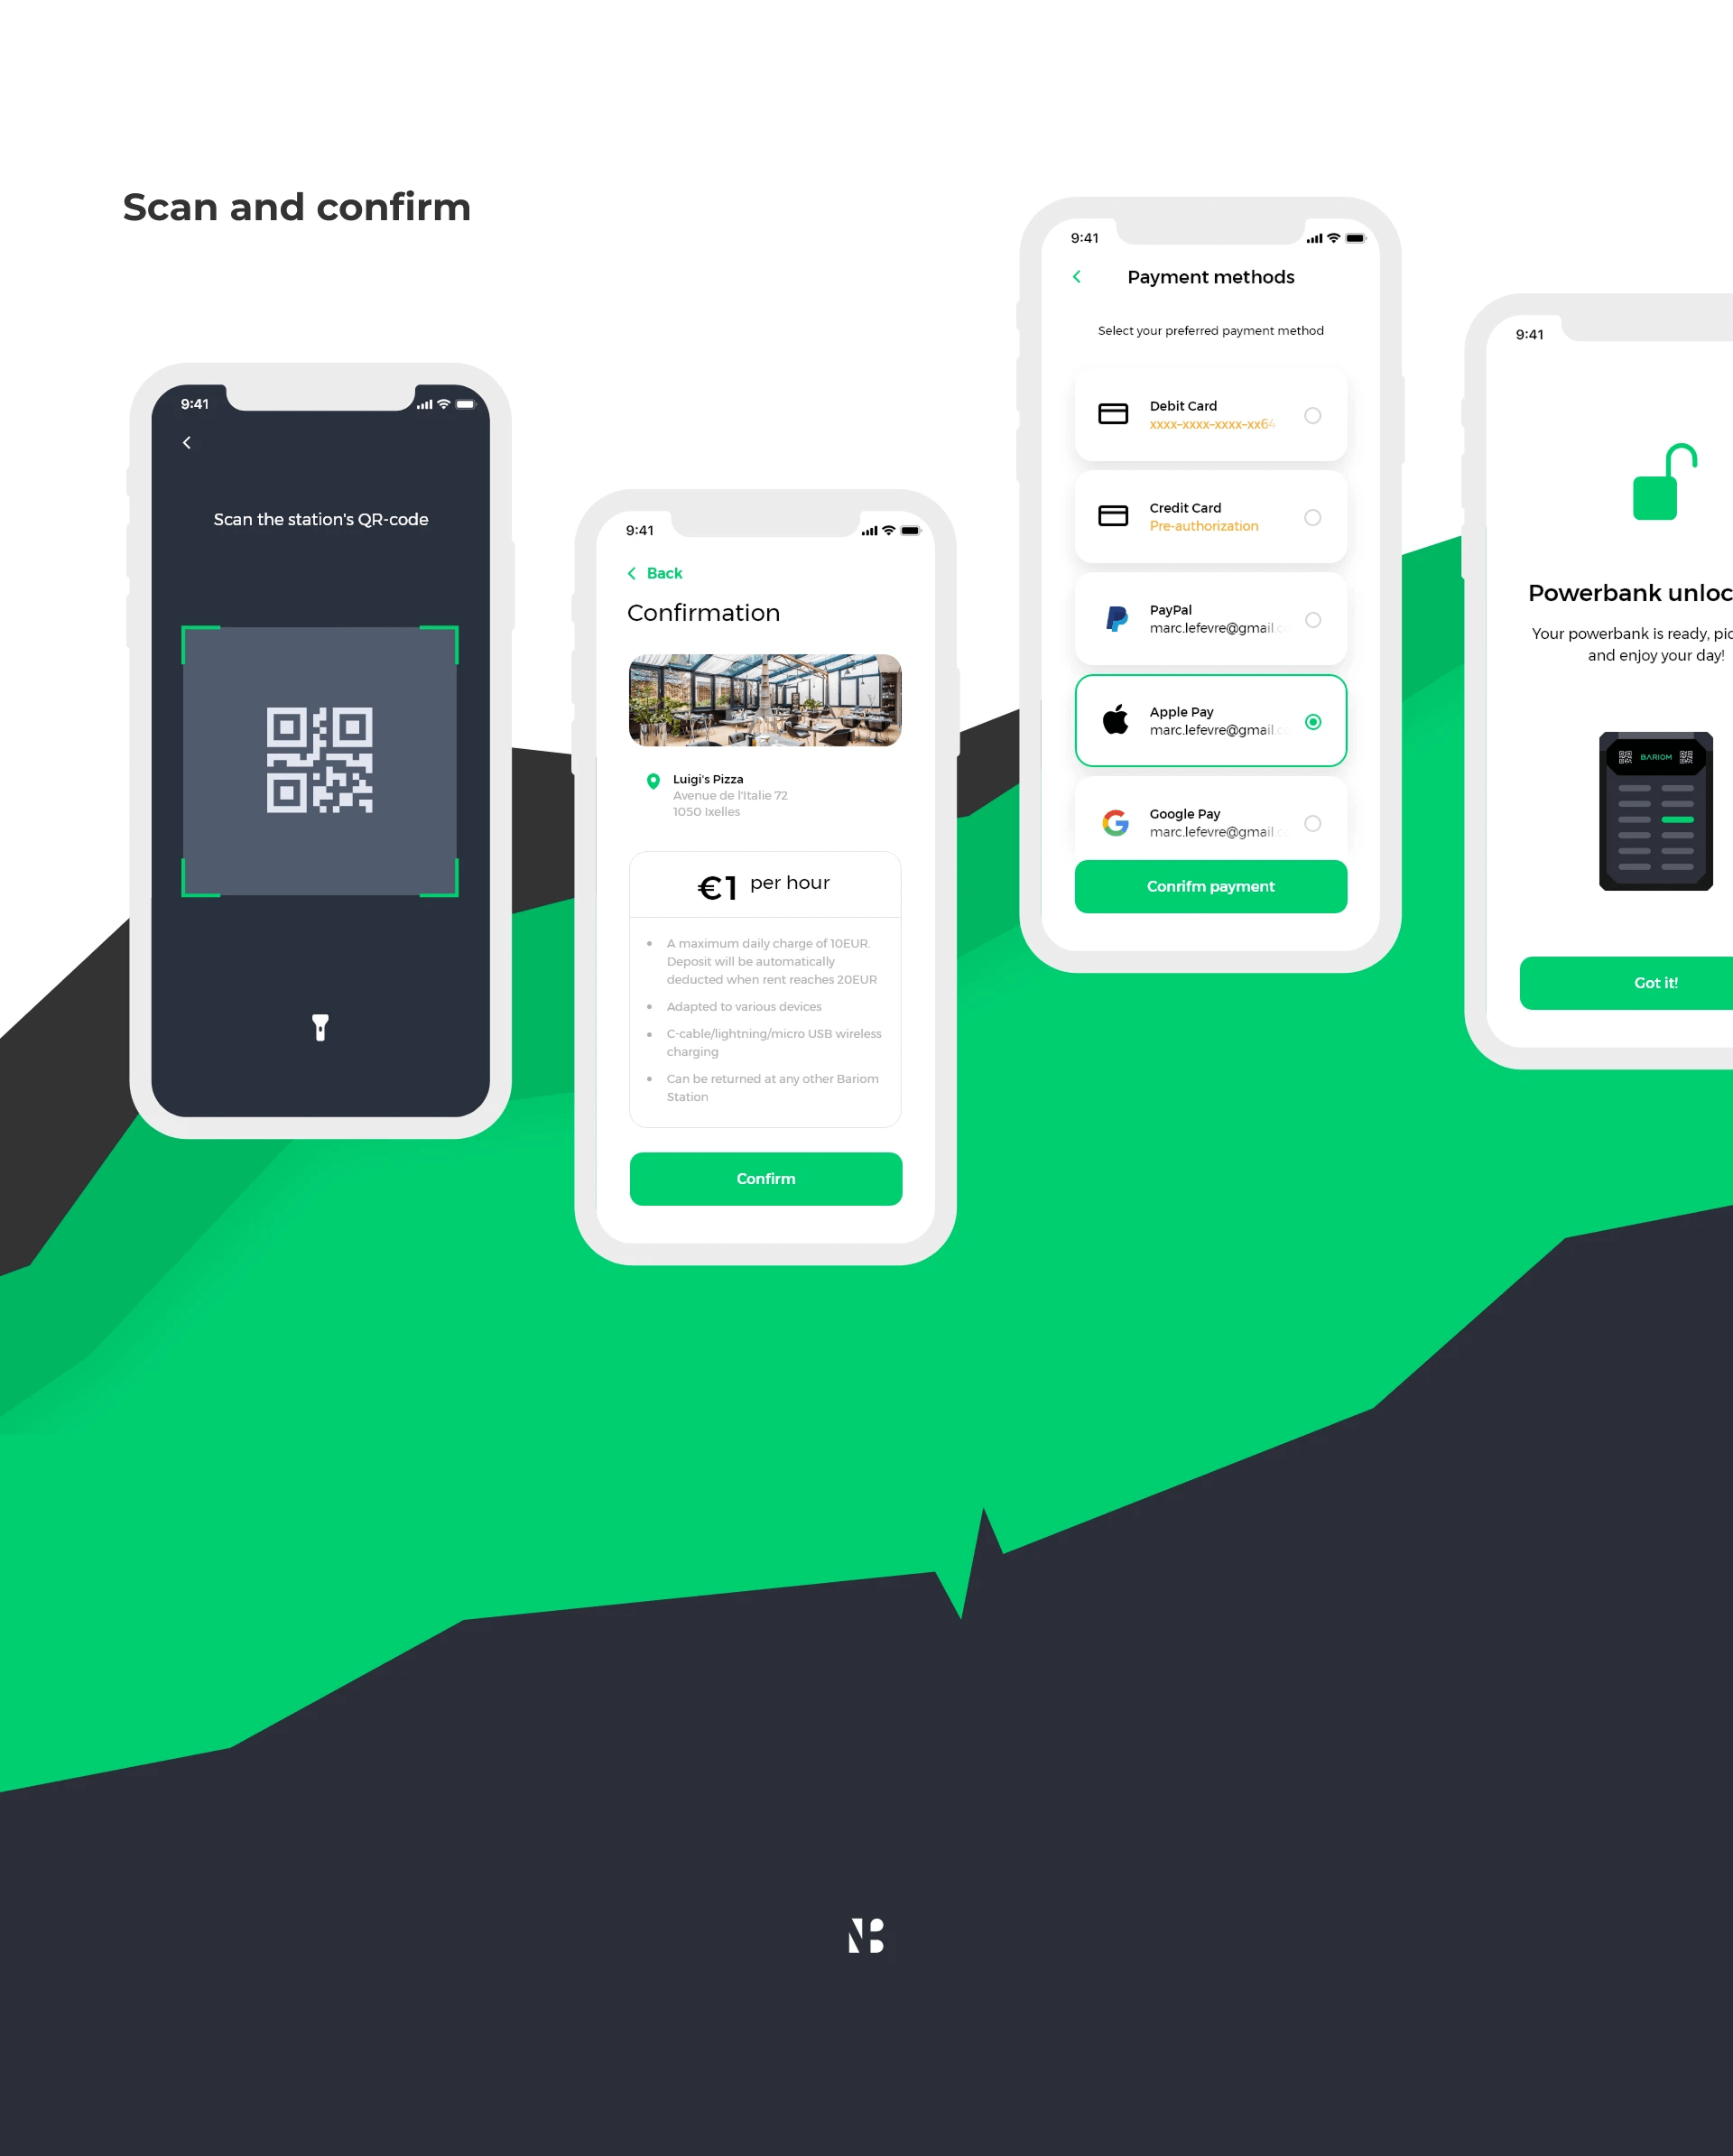 Scan and confirm
9:41
Scan the station's QR-code
9:41
Back
Confirmation
Luigi's Pizza
Avenue de l'Italie 72
1050 Ixelles
€1 per hour
A maximum daily charge of 10EUR.
Deposit will be automatically
deducted when rent reaches 20EUR
Adapted to various devices
C-cable/lightning/micro USB wireless
charging
Can be returned at any other Bariom
Station
Confirm
9:41
Payment methods
Select your preferred payment method
Debit Card
xxxx-xxxx-xxxx-xx64
Credit Card
Pre-authorization
PayPal
marc.lefevre@gmail.c
Apple Pay
marc.lefevre@gmail.c
Google Pay
marc.lefevre@gmail.c
Conrifm payment
9:41
Powerbank unloc
Your powerbank is ready, pic
and enjoy your day!
BARIOM
Got it!
NB